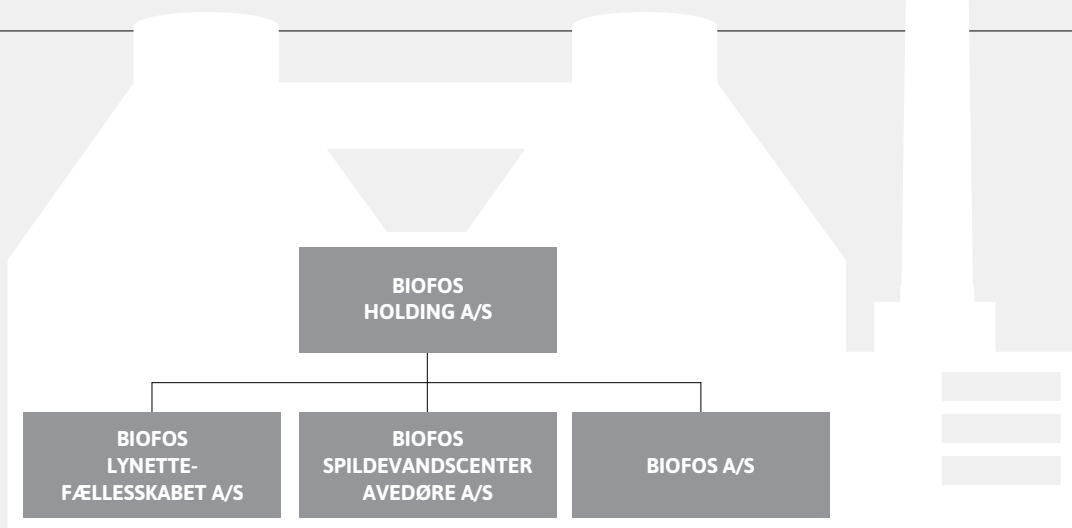 BIOFOS
HOLDING A/S
BIOFOS
LYNETTE-
FÆLLESSKABET A/S
BIOFOS
SPILDEVANDSCENTER
AVEDØRE A/S
BIOFOS A/S